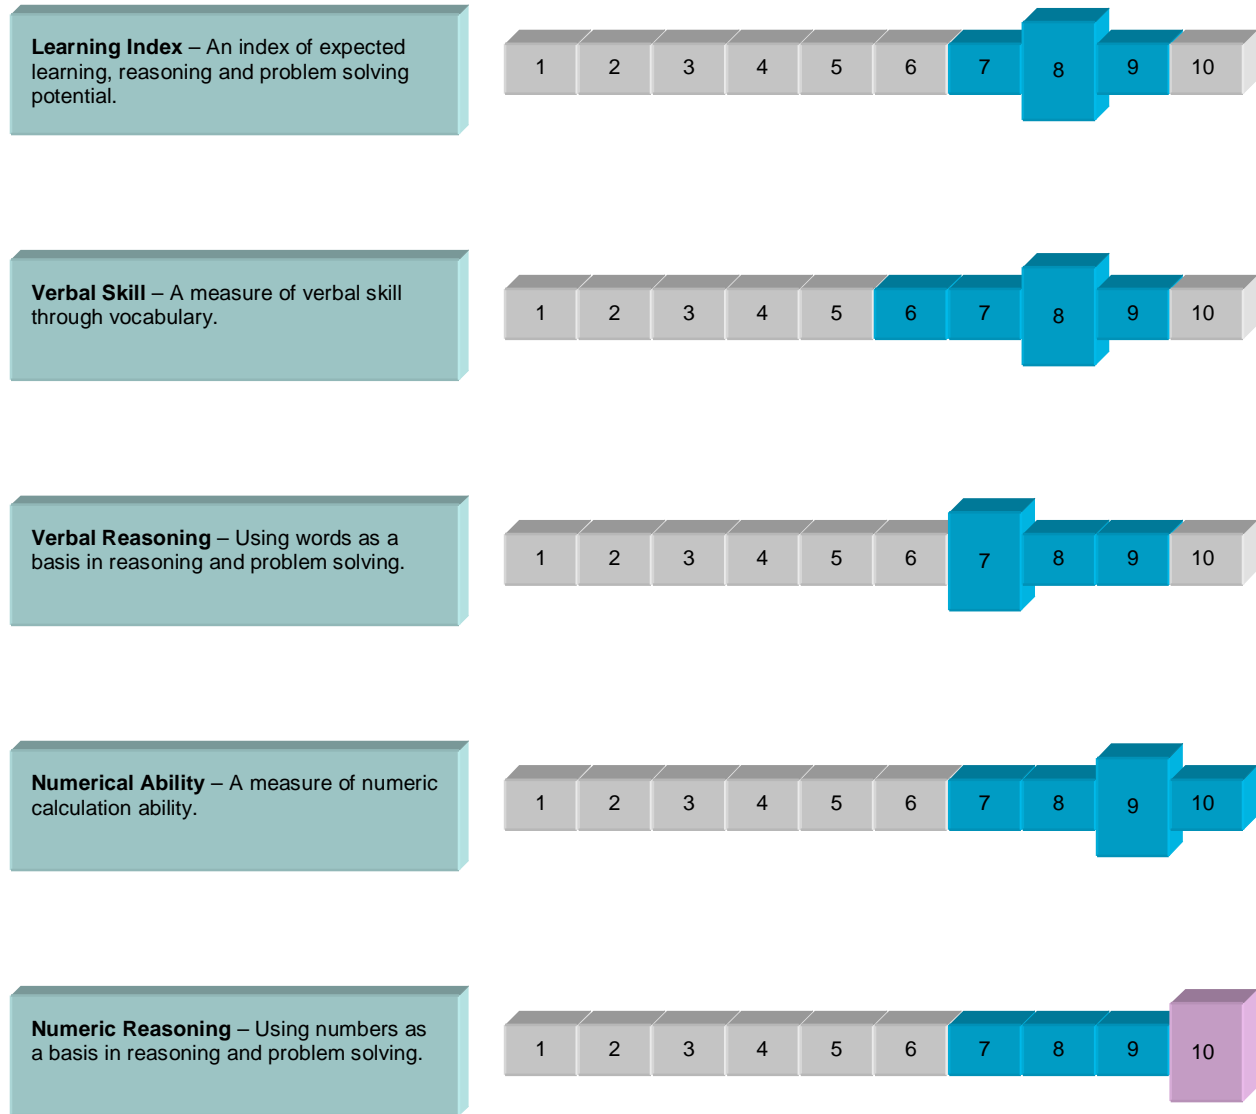 Learning Index – An index of expected
learning, reasoning and problem solving
potential.
1 2 3 4 5 6 7 8 9 10
Verbal Skill – A measure of verbal skill
through vocabulary.
1 2 3 4 5 6 7 8 9 10
Verbal Reasoning – Using words as a
basis in reasoning and problem solving.
1 2 3 4 5 6 7 8 9 10
Numerical Ability – A measure of numeric
calculation ability.
1 2 3 4 5 6 7 8 9 10
Numeric Reasoning – Using numbers as
a basis in reasoning and problem solving.
1 2 3 4 5 6 7 8 9 10